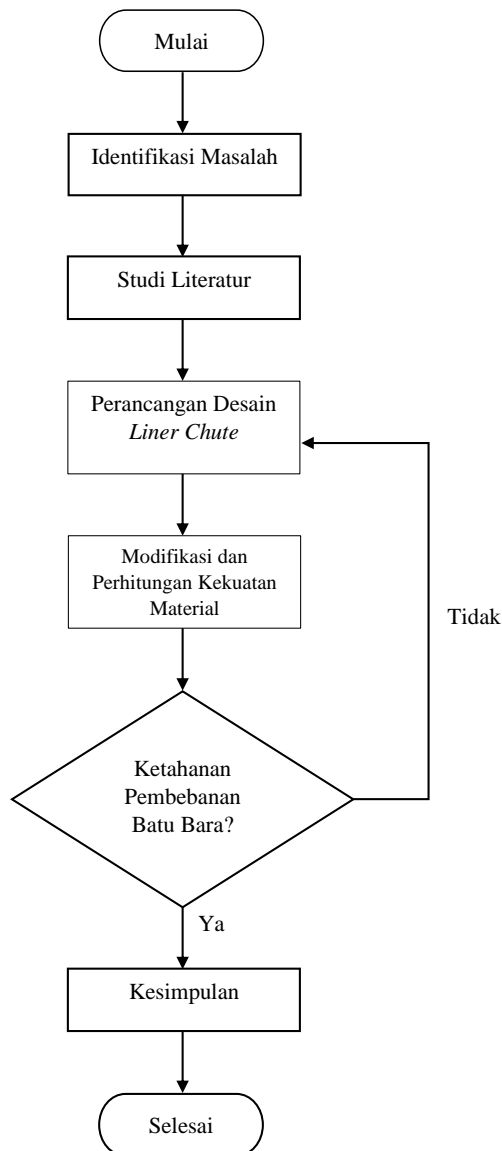 Mulai
Identifikasi Masalah
Studi Literatur
Perancangan Desain
Liner Chute
Modifikasi dan
Perhitungan Kekuatan
Material
Tidak
Ketahanan
Pembebanan
Batu Bara?
Ya
Kesimpulan
Selesai